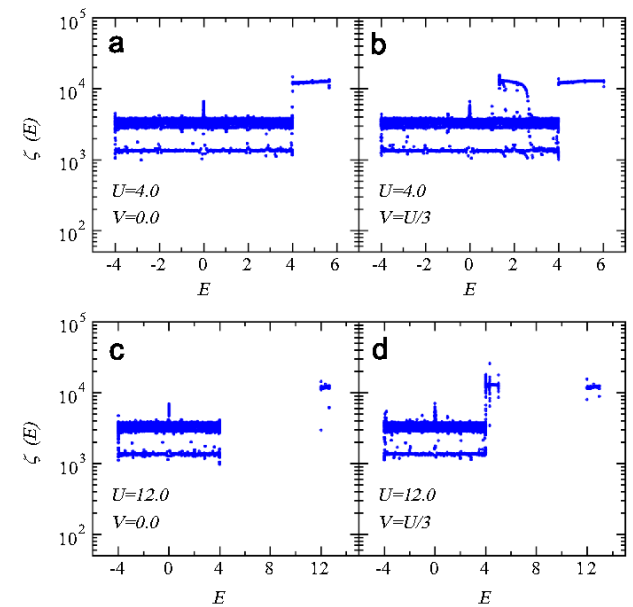 10^5
10^4
10^3
10^2
ζ (E)
a
U=4.0
V=0.0
-4 -2 0 2 4 6
E
b
U=4.0
V=U/3
-4 -2 0 2 4 6
E
10^5
10^4
10^3
10^2
ζ (E)
c
U=12.0
V=0.0
-4 0 4 8 12
E
d
U=12.0
V=U/3
-4 0 4 8 12
E